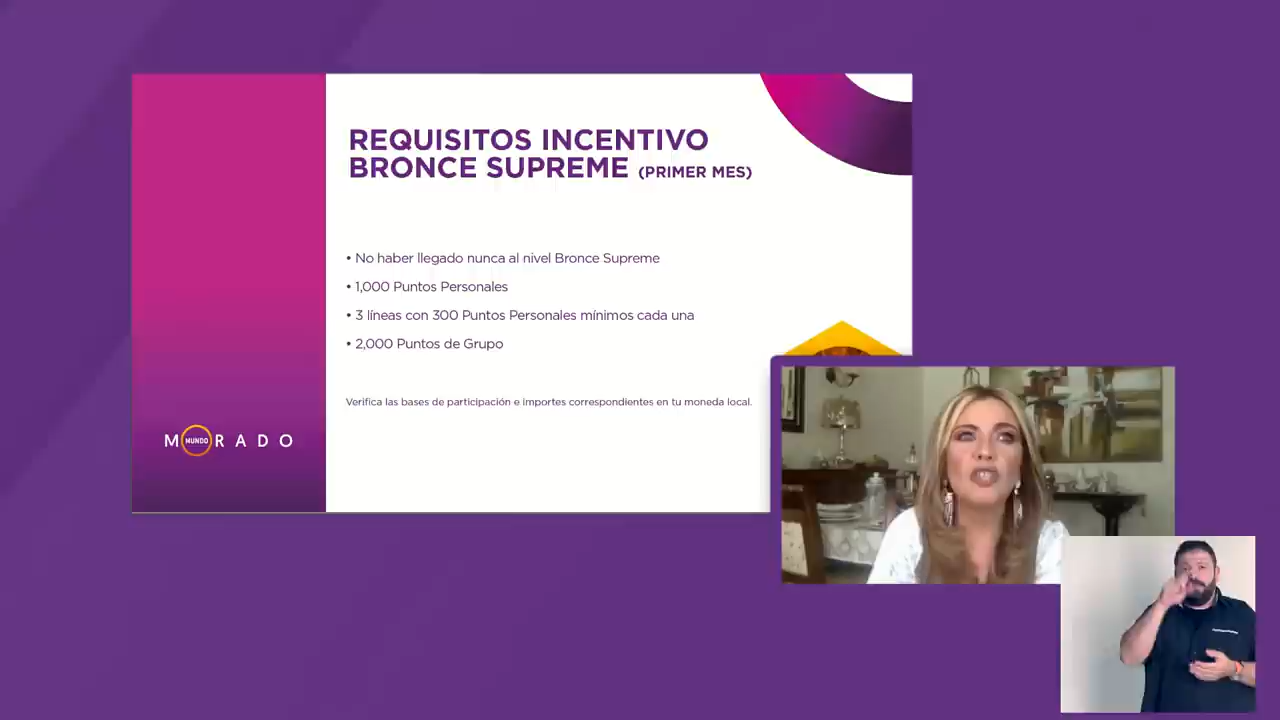 REQUISITOS INCENTIVO
BRONCE SUPREME (PRIMER MES)
• No haber llegado nunca al nivel Bronce Supreme
• 1,000 Puntos Personales
• 3 líneas con 300 Puntos Personales mínimos cada una
• 2,000 Puntos de Grupo
Verifica las bases de participación e importes correspondientes en tu moneda local.
M MUNDO RADO